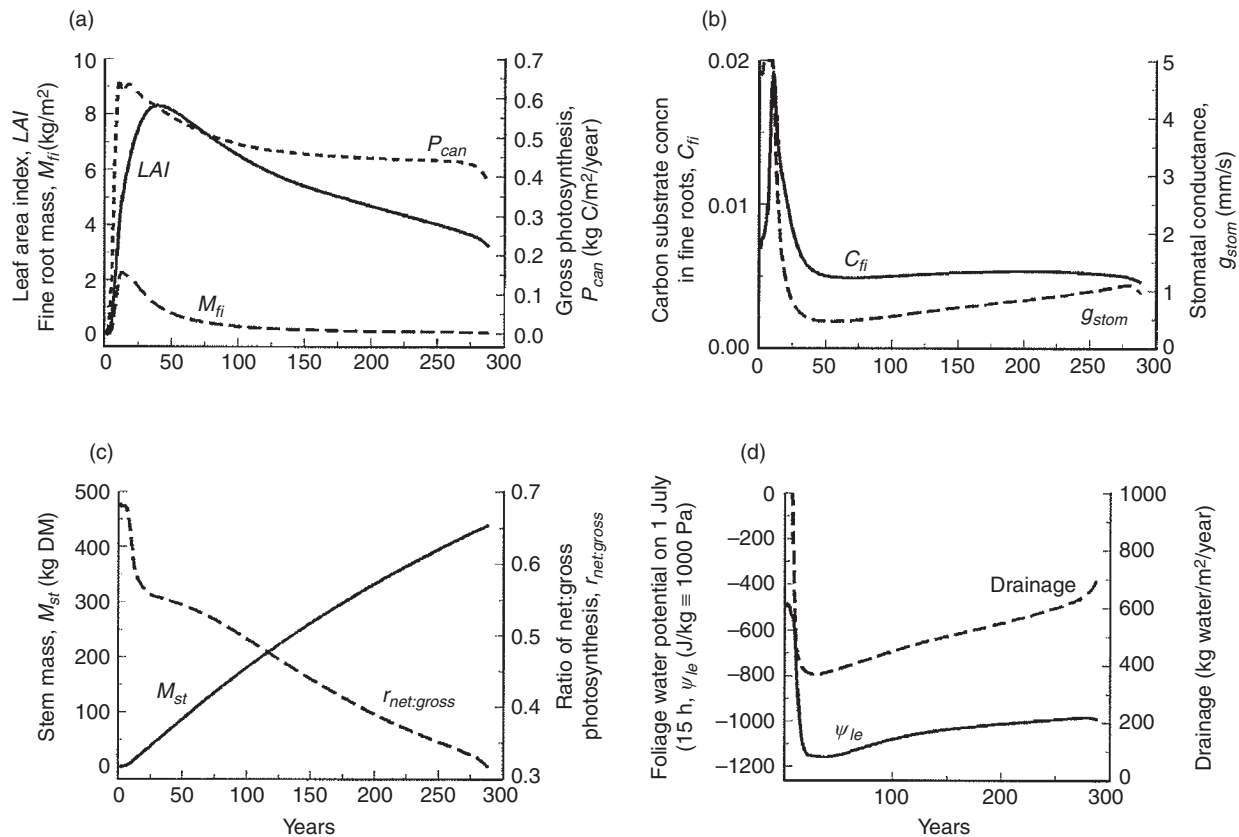 (a)
10
8
6
4
2
0
Leaf area index, LAI
Fine root mass, Mfi (kg/m²)
LAI
Pcan
Mfi
0.7
0.6
0.5
0.4
0.3
0.2
0.1
0.0
Gross photosynthesis,
Pcan (kg C/m²/year)
0 50 100 150 200 250 300
(b)
0.02
0.01
0.00
Carbon substrate concn
in fine roots, Cfi
Cfi
gstom
5
4
3
2
1
0
Stomatal conductance,
gstom (mm/s)
0 50 100 150 200 250 300
(c)
500
400
300
200
100
0
Stem mass, Mst (kg DM)
Mst
rnet:gross
0.7
0.6
0.5
0.4
0.3
Ratio of net:gross
photosynthesis, rnet:gross
0 50 100 150 200 250 300
Years
(d)
0
−200
−400
−600
−800
−1000
−1200
Foliage water potential on 1 July
(15 h, ψle (J/kg ≡ 1000 Pa)
Drainage
ψle
1000
800
600
400
200
0
Drainage (kg water/m²/year)
100 200 300
Years